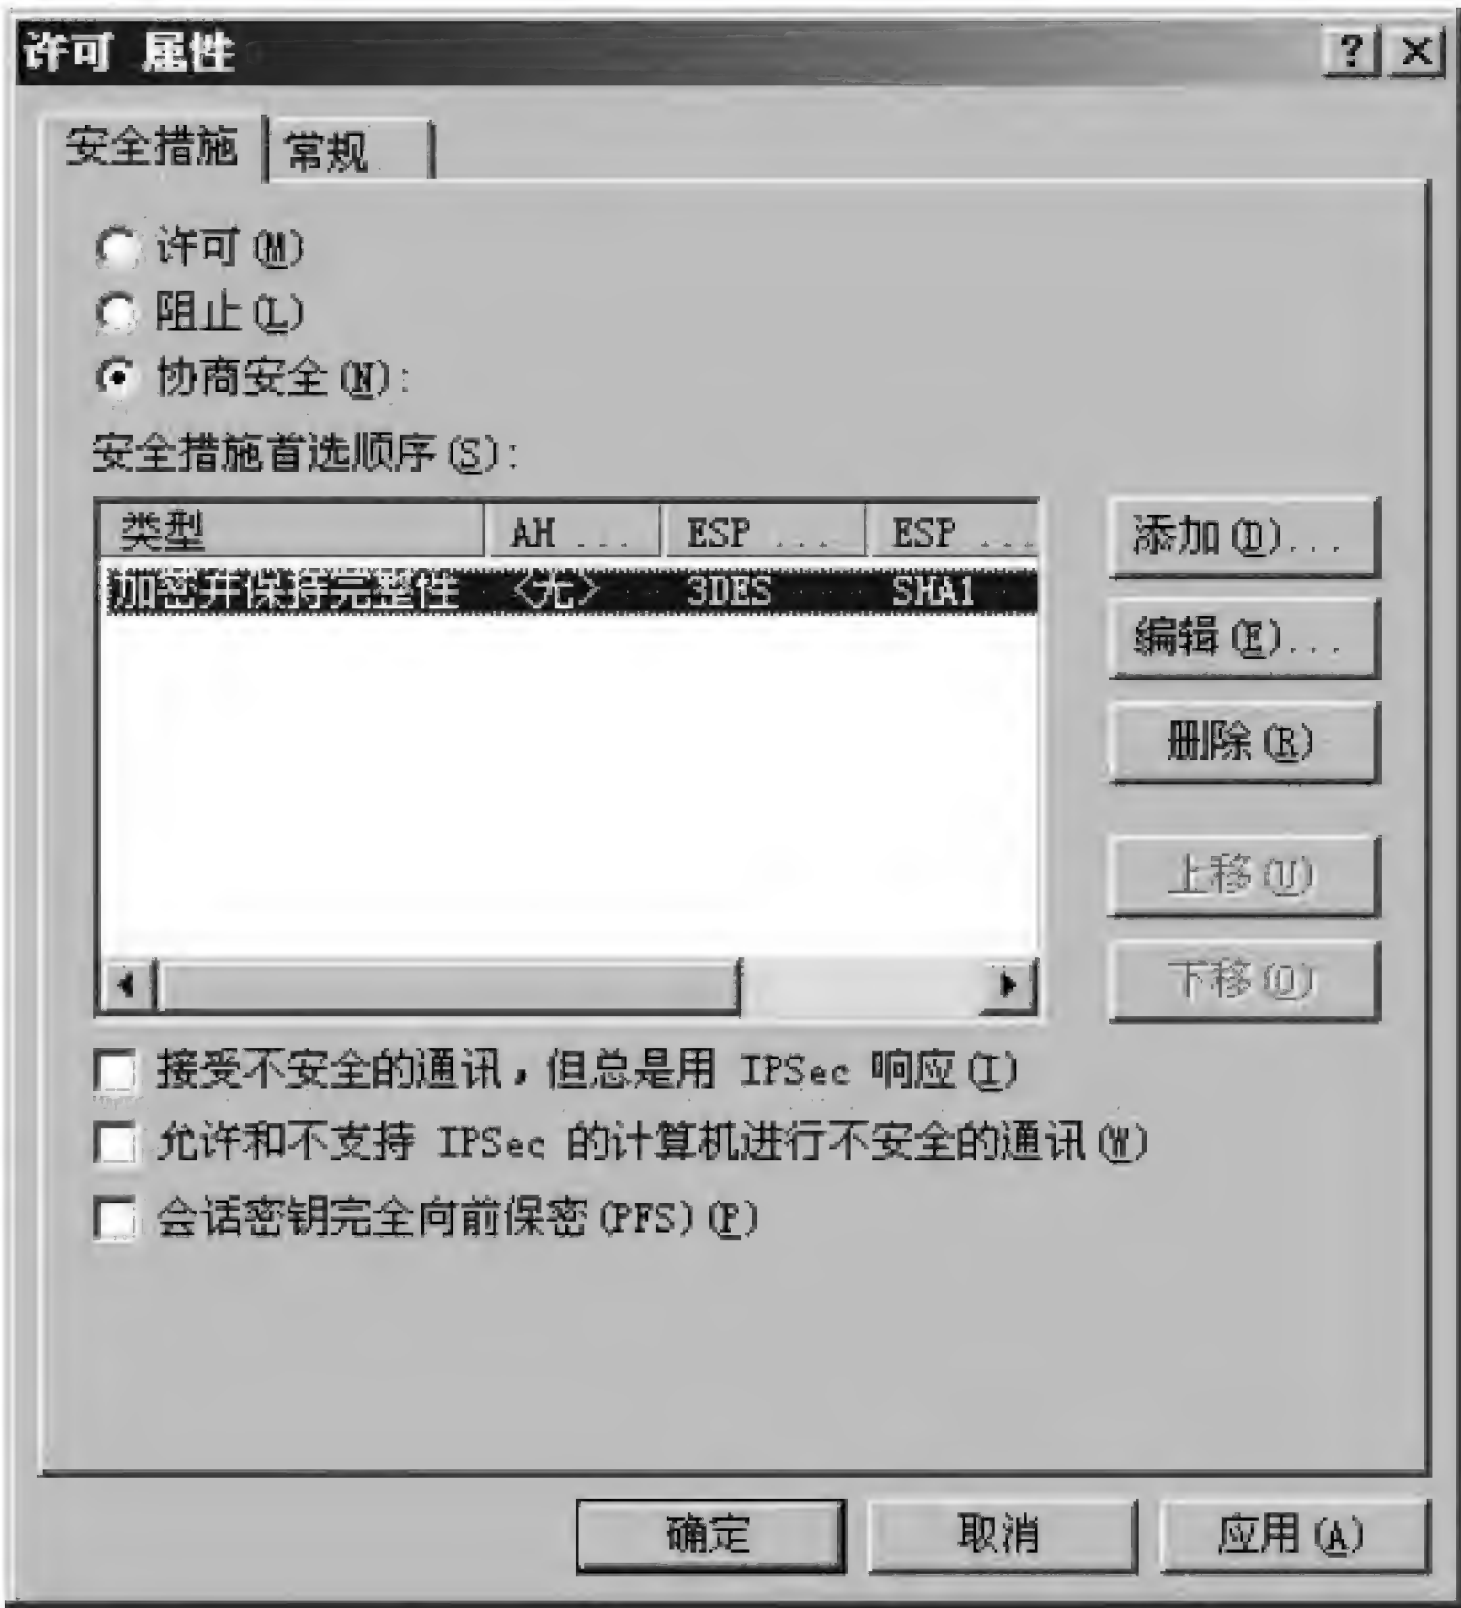 许可 属性
安全措施 常规
许可(M)
阻止(L)
协商安全(N):
安全措施首选顺序(S):
类型 AH ... ESP ... ESP ...
加密并保持完整性 <无> 3DES SHA1
添加(D)...
编辑(E)...
删除(R)
上移(U)
下移(O)
接受不安全的通讯，但总是用 IPSec 响应(I)
允许和不支持 IPSec 的计算机进行不安全的通讯(W)
会话密钥完全向前保密(PFS)(P)
确定 取消 应用(A)